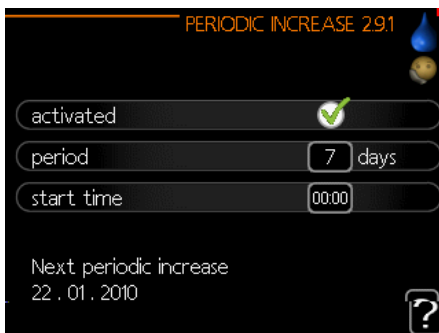 PERIODIC INCREASE 2.9.1
activated
period 7 days
start time 00:00
Next periodic increase
22 . 01 . 2010
?